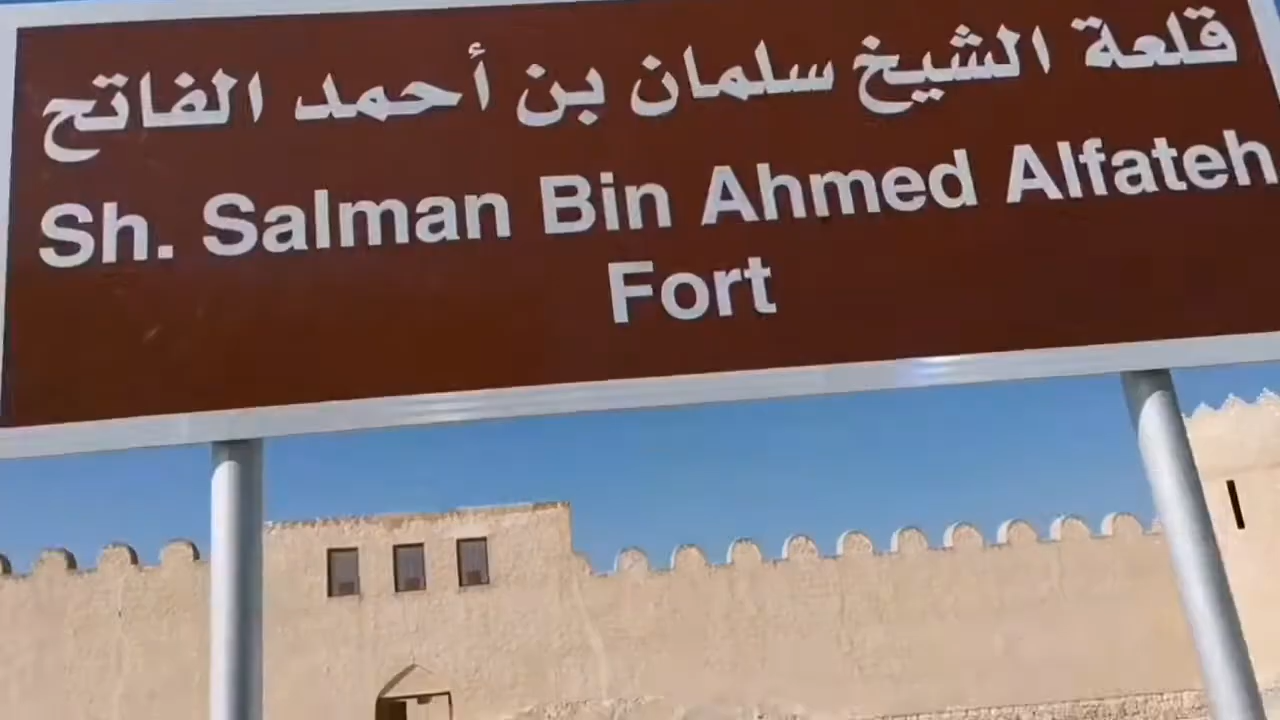 قلعة الشيخ سلمان بن أحمد الفاتح
Sh. Salman Bin Ahmed Alfateh
Fort